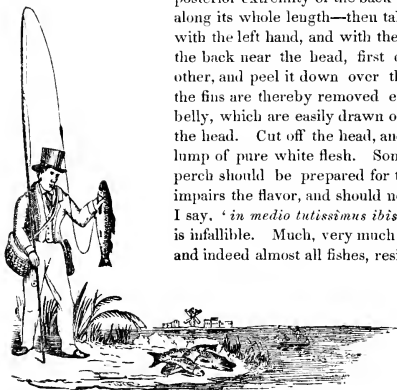 posterior extremity of the back
along its whole length—then tal
with the left hand, and with the
the back near the head, first o
other, and peel it down over th
the fins are thereby removed e
belly, which are easily drawn o
the head. Cut off the head, an
lump of pure white flesh. Som
perch should be prepared for t
impairs the flavor, and should no
I say. ‘ in medio tutissimus ibis
is infallible. Much, very much
and indeed almost all fishes, resi